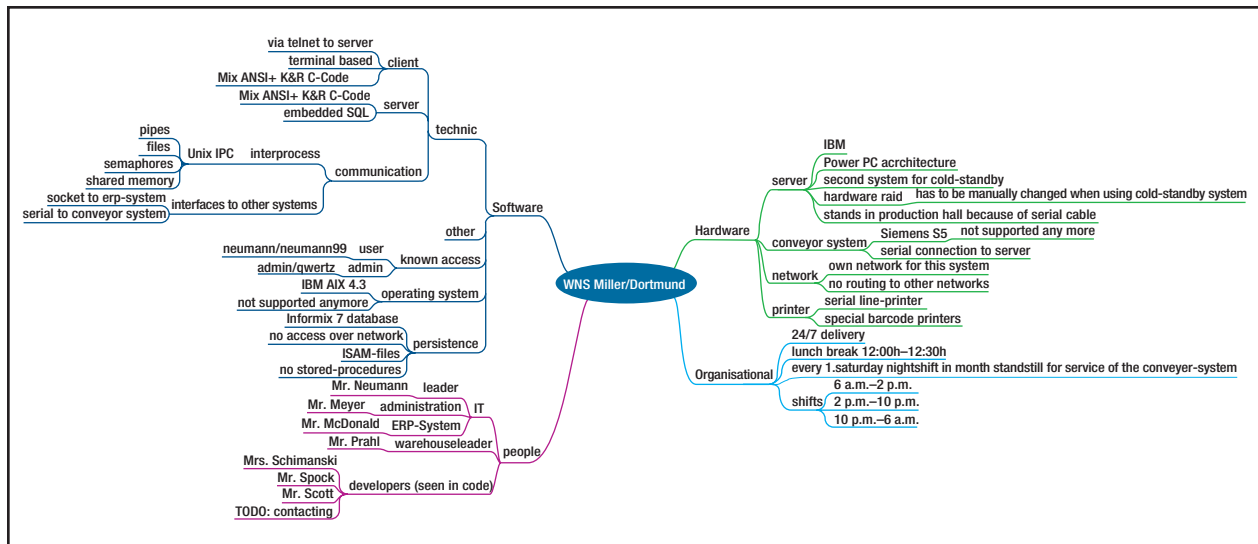 WNS Miller/Dortmund
Software
technic
client
via telnet to server
terminal based
Mix ANSI+ K&R C-Code
server
Mix ANSI+ K&R C-Code
embedded SQL
communication
interprocess
Unix IPC
pipes
files
semaphores
shared memory
interfaces to other systems
socket to erp-system
serial to conveyor system
other
known access
user
neumann/neumann99
admin
admin/qwertz
operating system
IBM AIX 4.3
not supported anymore
persistence
Informix 7 database
no access over network
ISAM-files
no stored-procedures
people
IT
leader
Mr. Neumann
administration
Mr. Meyer
ERP-System
Mr. McDonald
warehouseleader
Mr. Prahl
developers (seen in code)
Mrs. Schimanski
Mr. Spock
Mr. Scott
TODO: contacting
Hardware
server
IBM
Power PC acrchitecture
second system for cold-standby
hardware raid
has to be manually changed when using cold-standby system
stands in production hall because of serial cable
conveyor system
Siemens S5
not supported any more
serial connection to server
network
own network for this system
no routing to other networks
printer
serial line-printer
special barcode printers
Organisational
24/7 delivery
lunch break 12:00h–12:30h
every 1.saturday nightshift in month standstill for service of the conveyer-system
shifts
6 a.m.–2 p.m.
2 p.m.–10 p.m.
10 p.m.–6 a.m.